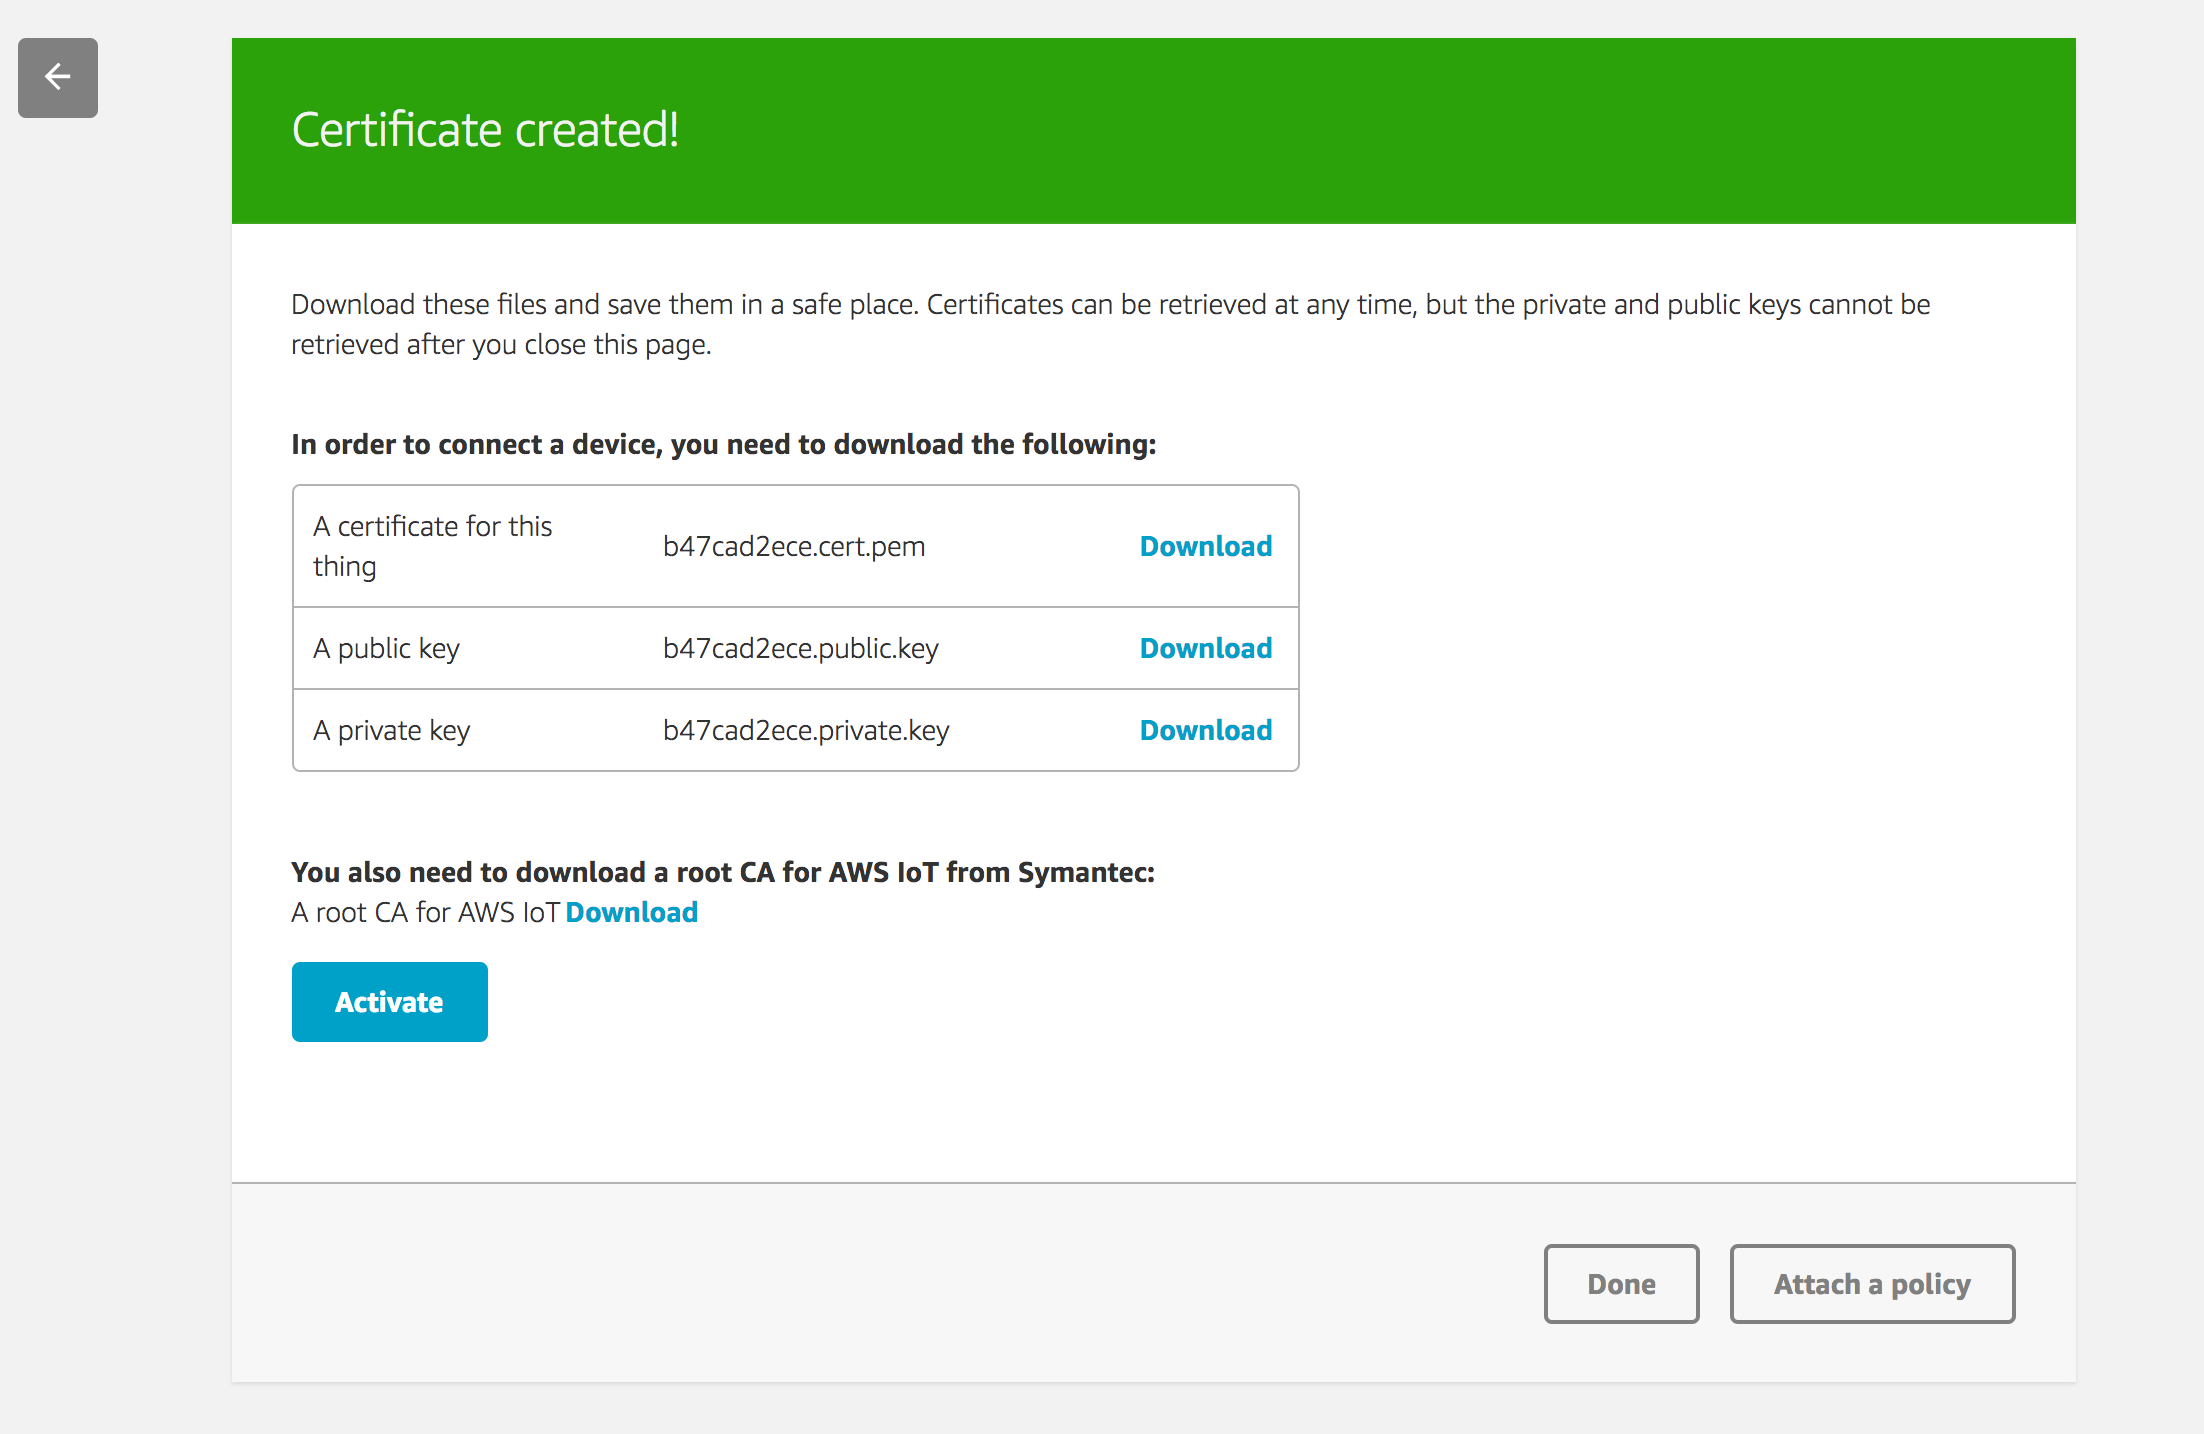 Certificate created!
Download these files and save them in a safe place. Certificates can be retrieved at any time, but the private and public keys cannot be
retrieved after you close this page.
In order to connect a device, you need to download the following:
A certificate for this
thing
b47cad2ece.cert.pem
Download
A public key
b47cad2ece.public.key
Download
A private key
b47cad2ece.private.key
Download
You also need to download a root CA for AWS IoT from Symantec:
A root CA for AWS IoT Download
Activate
Done
Attach a policy